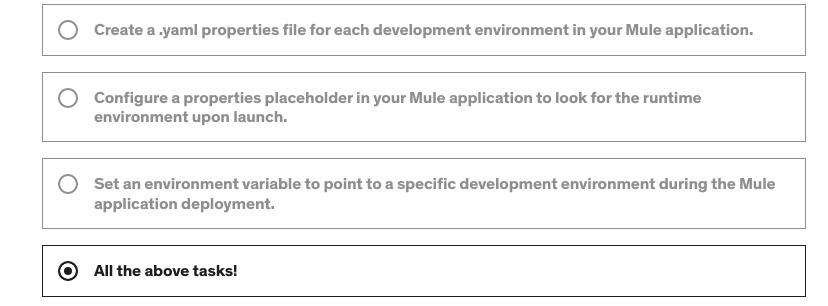 Create a .yaml properties file for each development environment in your Mule application.
Configure a properties placeholder in your Mule application to look for the runtime
environment upon launch.
Set an environment variable to point to a specific development environment during the Mule
application deployment.
All the above tasks!